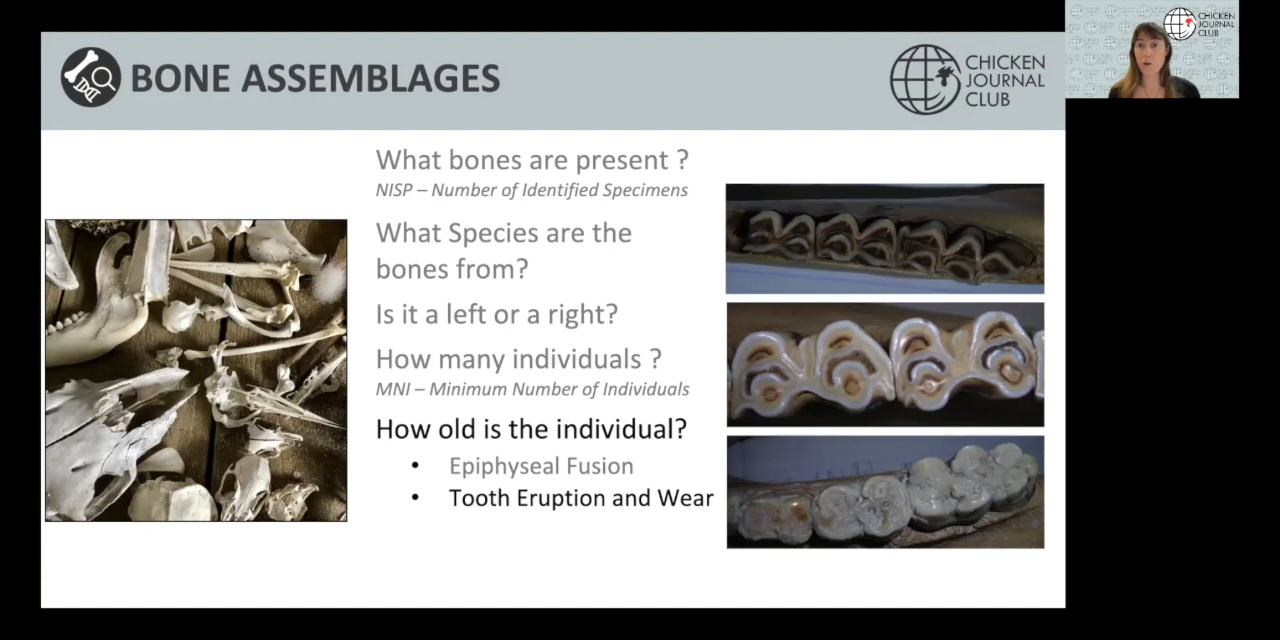 BONE ASSEMBLAGES
CHICKEN
JOURNAL
CLUB
CHICKEN
JOURNAL
CLUB
What bones are present ?
NISP – Number of Identified Specimens
What Species are the
bones from?
Is it a left or a right?
How many individuals ?
MNI – Minimum Number of Individuals
How old is the individual?
• Epiphyseal Fusion
• Tooth Eruption and Wear